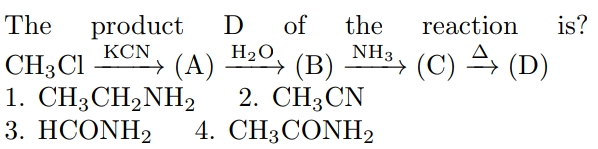 The product D of the reaction is?
CH₃Cl —KCN→ (A) —H₂O→ (B) —NH₃→ (C) —Δ→ (D)
1. CH₃CH₂NH₂ 2. CH₃CN
3. HCONH₂ 4. CH₃CONH₂